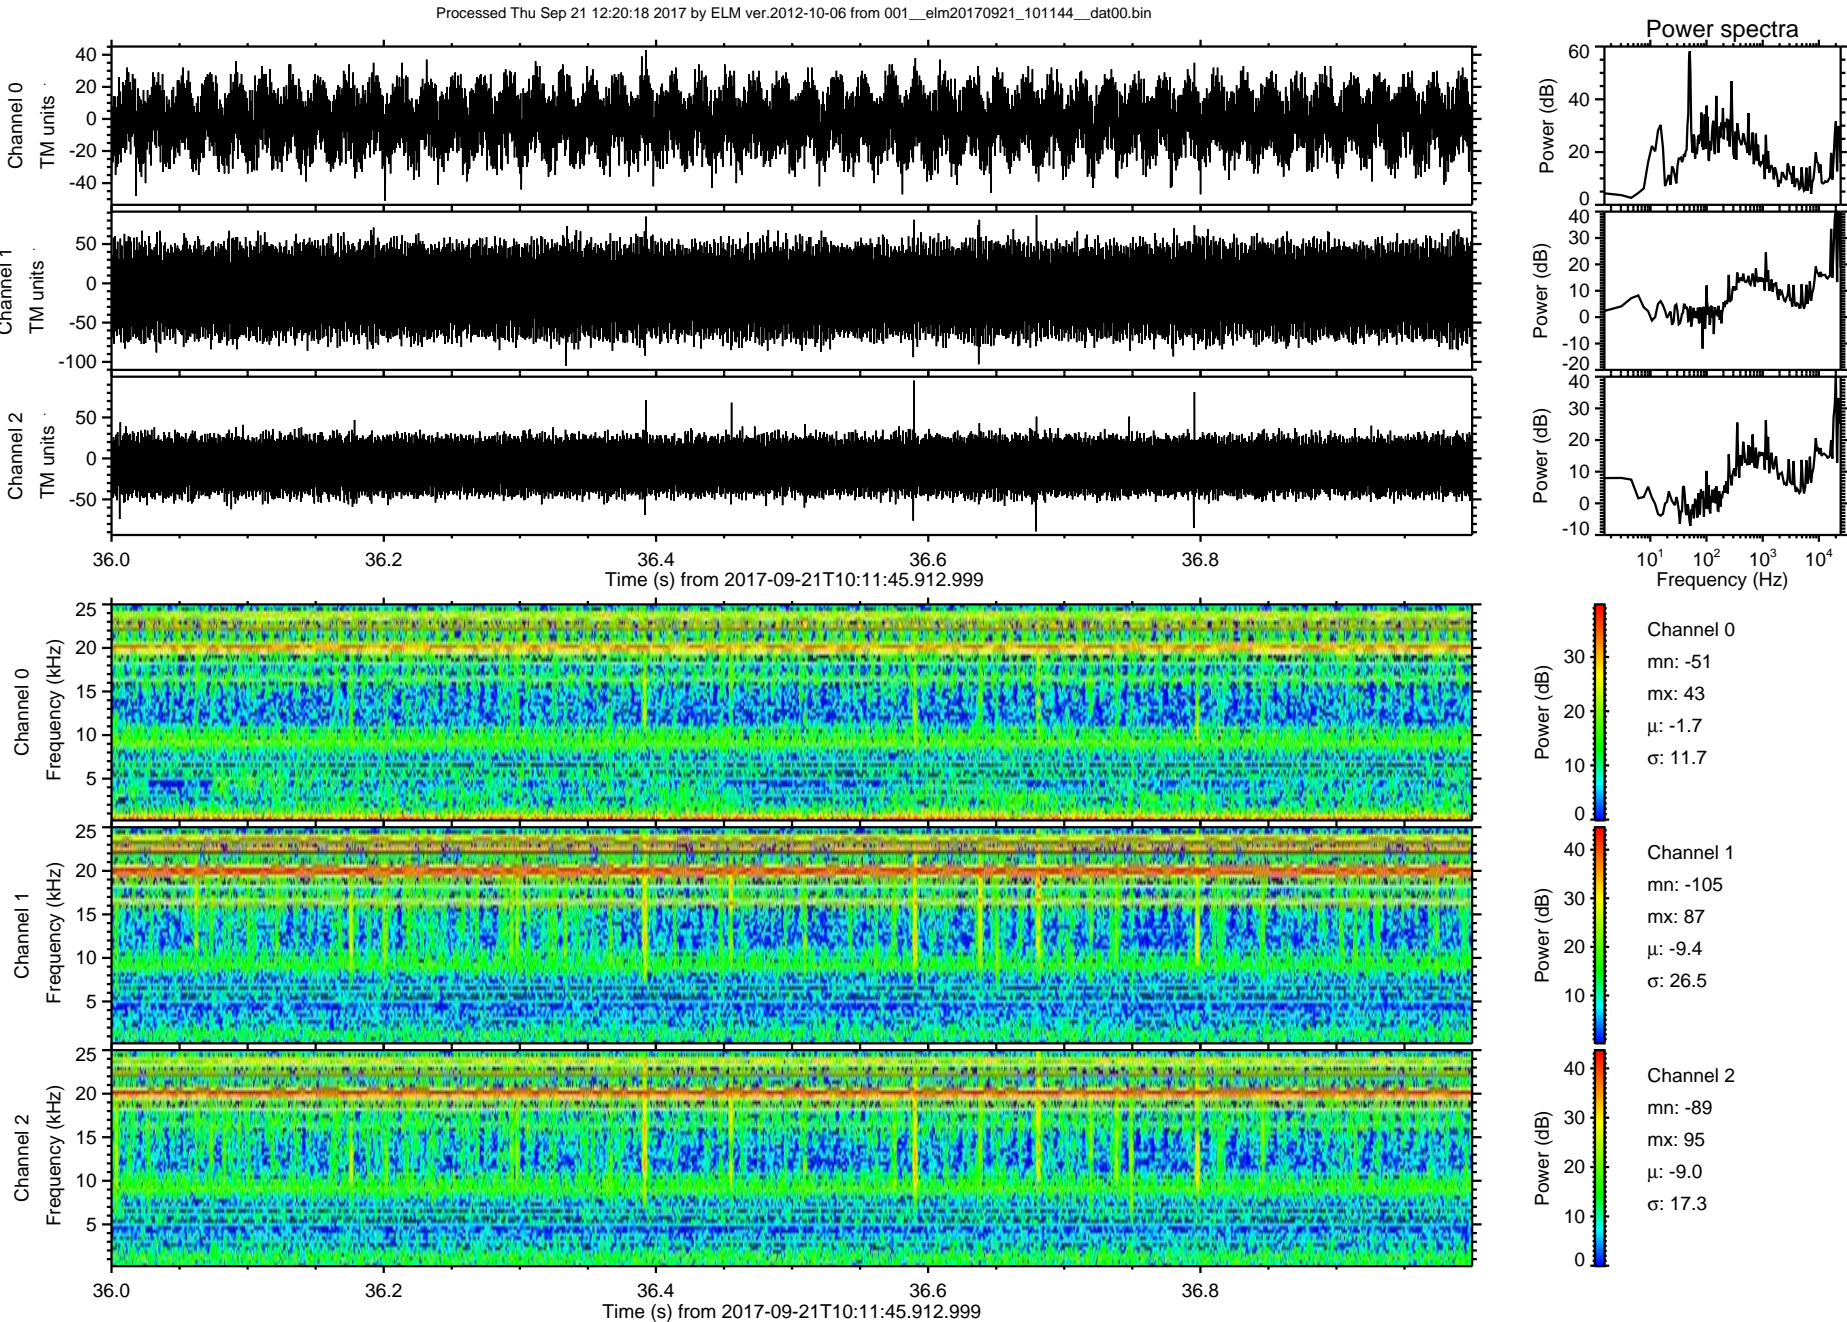 Processed Thu Sep 21 12:20:18 2017 by ELM ver.2012-10-06 from 001__elm20170921_101144__dat00.bin
Power spectra
Channel 0
TM units
40
20
0
-20
-40
Power (dB)
60
40
20
0
Channel 1
TM units
50
0
-50
-100
Power (dB)
40
30
20
10
0
-10
-20
Channel 2
TM units
50
0
-50
Power (dB)
40
30
20
10
0
-10
36.0 36.2 36.4 36.6 36.8
Time (s) from 2017-09-21T10:11:45.912.999
10^1 10^2 10^3 10^4
Frequency (Hz)
Channel 0
Frequency (kHz)
25
20
15
10
5
Power (dB)
30
20
10
0
Channel 0
mn: -51
mx: 43
μ: -1.7
σ: 11.7
Channel 1
Frequency (kHz)
25
20
15
10
5
Power (dB)
40
30
20
10
Channel 1
mn: -105
mx: 87
μ: -9.4
σ: 26.5
Channel 2
Frequency (kHz)
25
20
15
10
5
Power (dB)
40
30
20
10
0
Channel 2
mn: -89
mx: 95
μ: -9.0
σ: 17.3
36.0 36.2 36.4 36.6 36.8
Time (s) from 2017-09-21T10:11:45.912.999